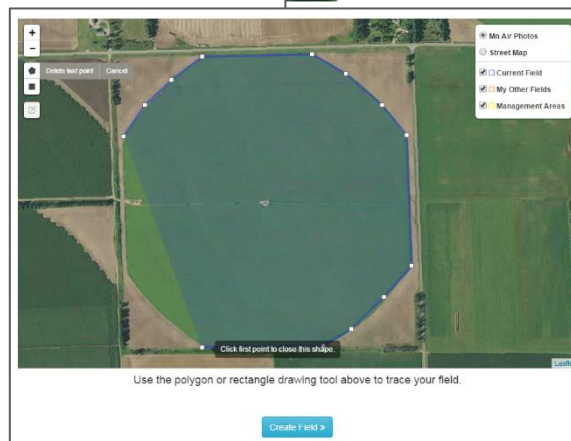 +
−
Delete last point Cancel
Mn Air Photos
Street Map
Current Field
My Other Fields
Management Areas
Click first point to close this shape.
Leafle
Use the polygon or rectangle drawing tool above to trace your field.
Create Field »